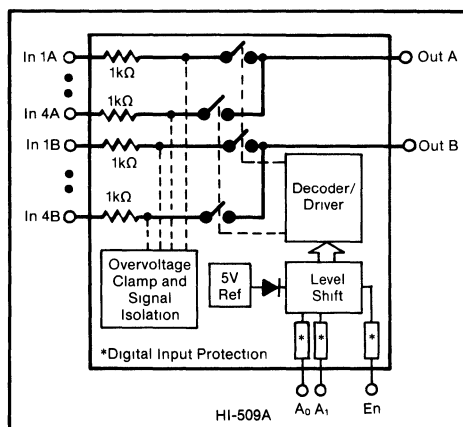 In 1A
1kΩ
Out A
1kΩ
In 4A
In 1B
1kΩ
Out B
1kΩ
In 4B
Decoder/
Driver
Overvoltage
Clamp and
Signal
Isolation
5V
Ref
Level
Shift
*Digital Input Protection
* * *
A₀ A₁ En
HI-509A